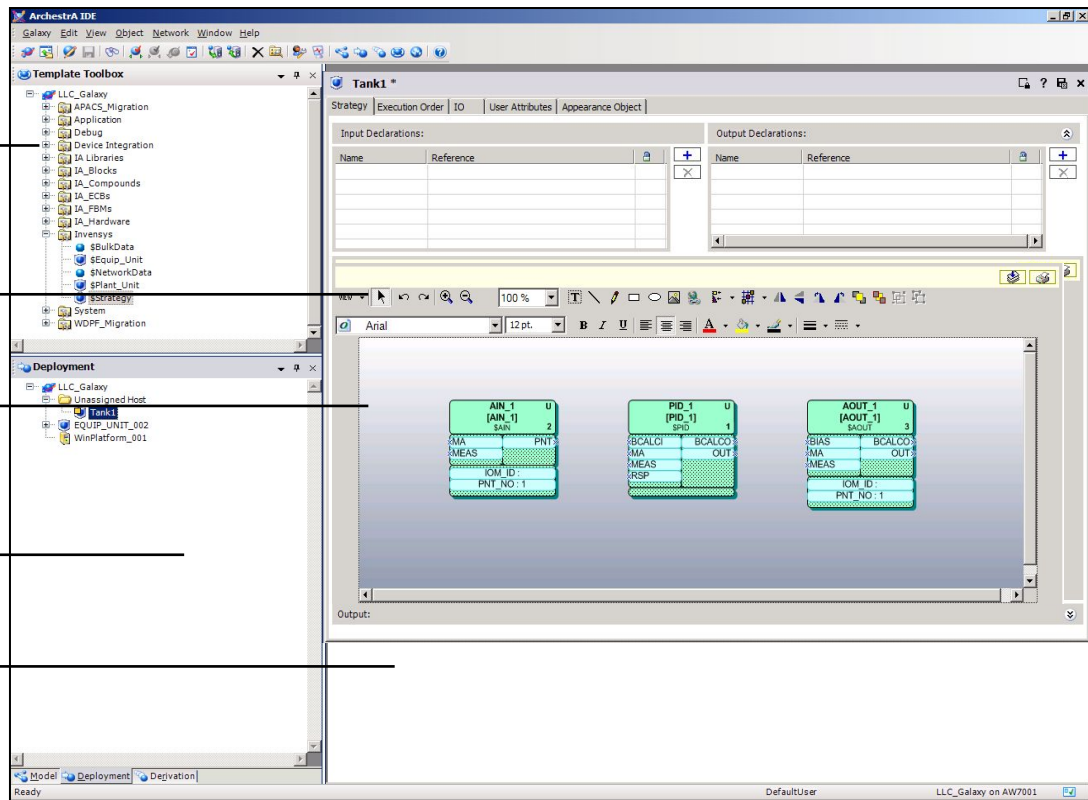 ArchestrA IDE
Galaxy Edit View Object Network Window Help
Template Toolbox
LLC_Galaxy
APACS_Migration
Application
Debug
Device Integration
IA Libraries
IA_Blocks
IA_Compounds
IA_ECBs
IA_FBMs
IA_Hardware
Invensys
$BulkData
$Equip_Unit
$NetworkData
$Plant_Unit
$Strategy
System
WDPF_Migration
Deployment
LLC_Galaxy
Unassigned Host
Tank1
EQUIP_UNIT_002
WinPlatform_001
Model Deployment Derivation
Ready
Tank1 *
Strategy Execution Order IO User Attributes Appearance Object
Input Declarations:
Name Reference
Output Declarations:
Name Reference
100 %
Arial 12 pt. B I U A
AIN_1 U
[AIN_1]
$AIN 2
MA PNT
MEAS
IOM_ID :
PNT_NO : 1
PID_1 U
[PID_1]
$PID 1
BCALCI BCALCO
MA OUT
MEAS
RSP
AOUT_1 U
[AOUT_1]
$AOUT 3
BIAS BCALCO
MA OUT
MEAS
IOM_ID :
PNT_NO : 1
Output:
DefaultUser LLC_Galaxy on AW7001